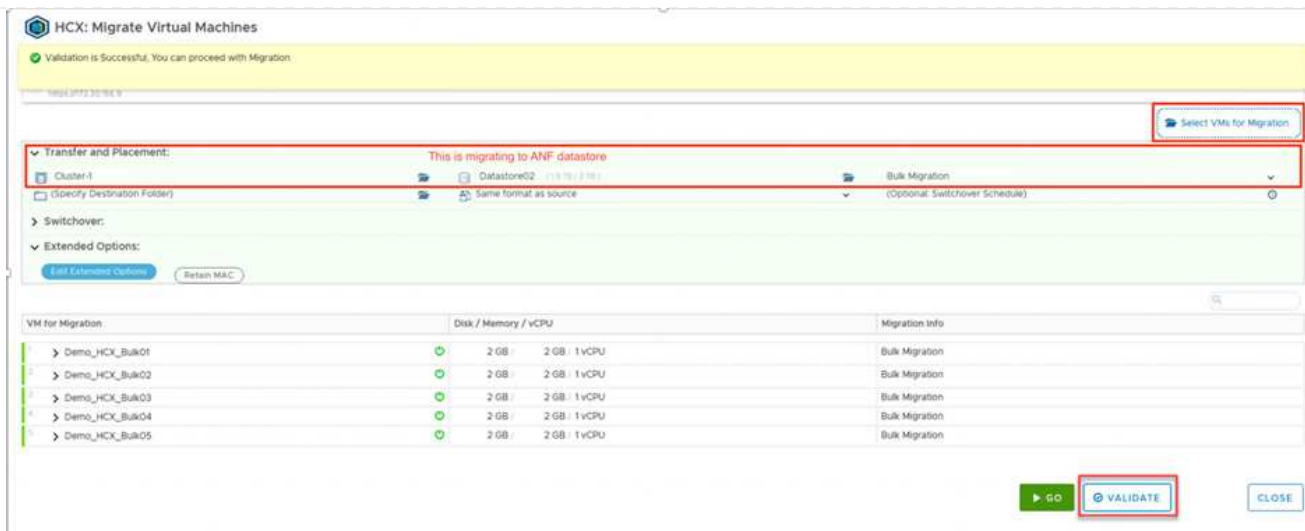 HCX: Migrate Virtual Machines
Validation is Successful, You can proceed with Migration
Select VMs for Migration
Transfer and Placement:
This is migrating to ANF datastore
Cluster-1 Datastore02 Bulk Migration
(Specify Destination Folder) Same format as source (Optional: Switchover Schedule)
Switchover:
Extended Options:
Edit Extended Options Retain MAC
VM for Migration Disk / Memory / vCPU Migration Info
1 Demo_HCX_Bulk01 2 GB / 2 GB / 1 vCPU Bulk Migration
2 Demo_HCX_Bulk02 2 GB / 2 GB / 1 vCPU Bulk Migration
3 Demo_HCX_Bulk03 2 GB / 2 GB / 1 vCPU Bulk Migration
4 Demo_HCX_Bulk04 2 GB / 2 GB / 1 vCPU Bulk Migration
5 Demo_HCX_Bulk05 2 GB / 2 GB / 1 vCPU Bulk Migration
GO VALIDATE CLOSE